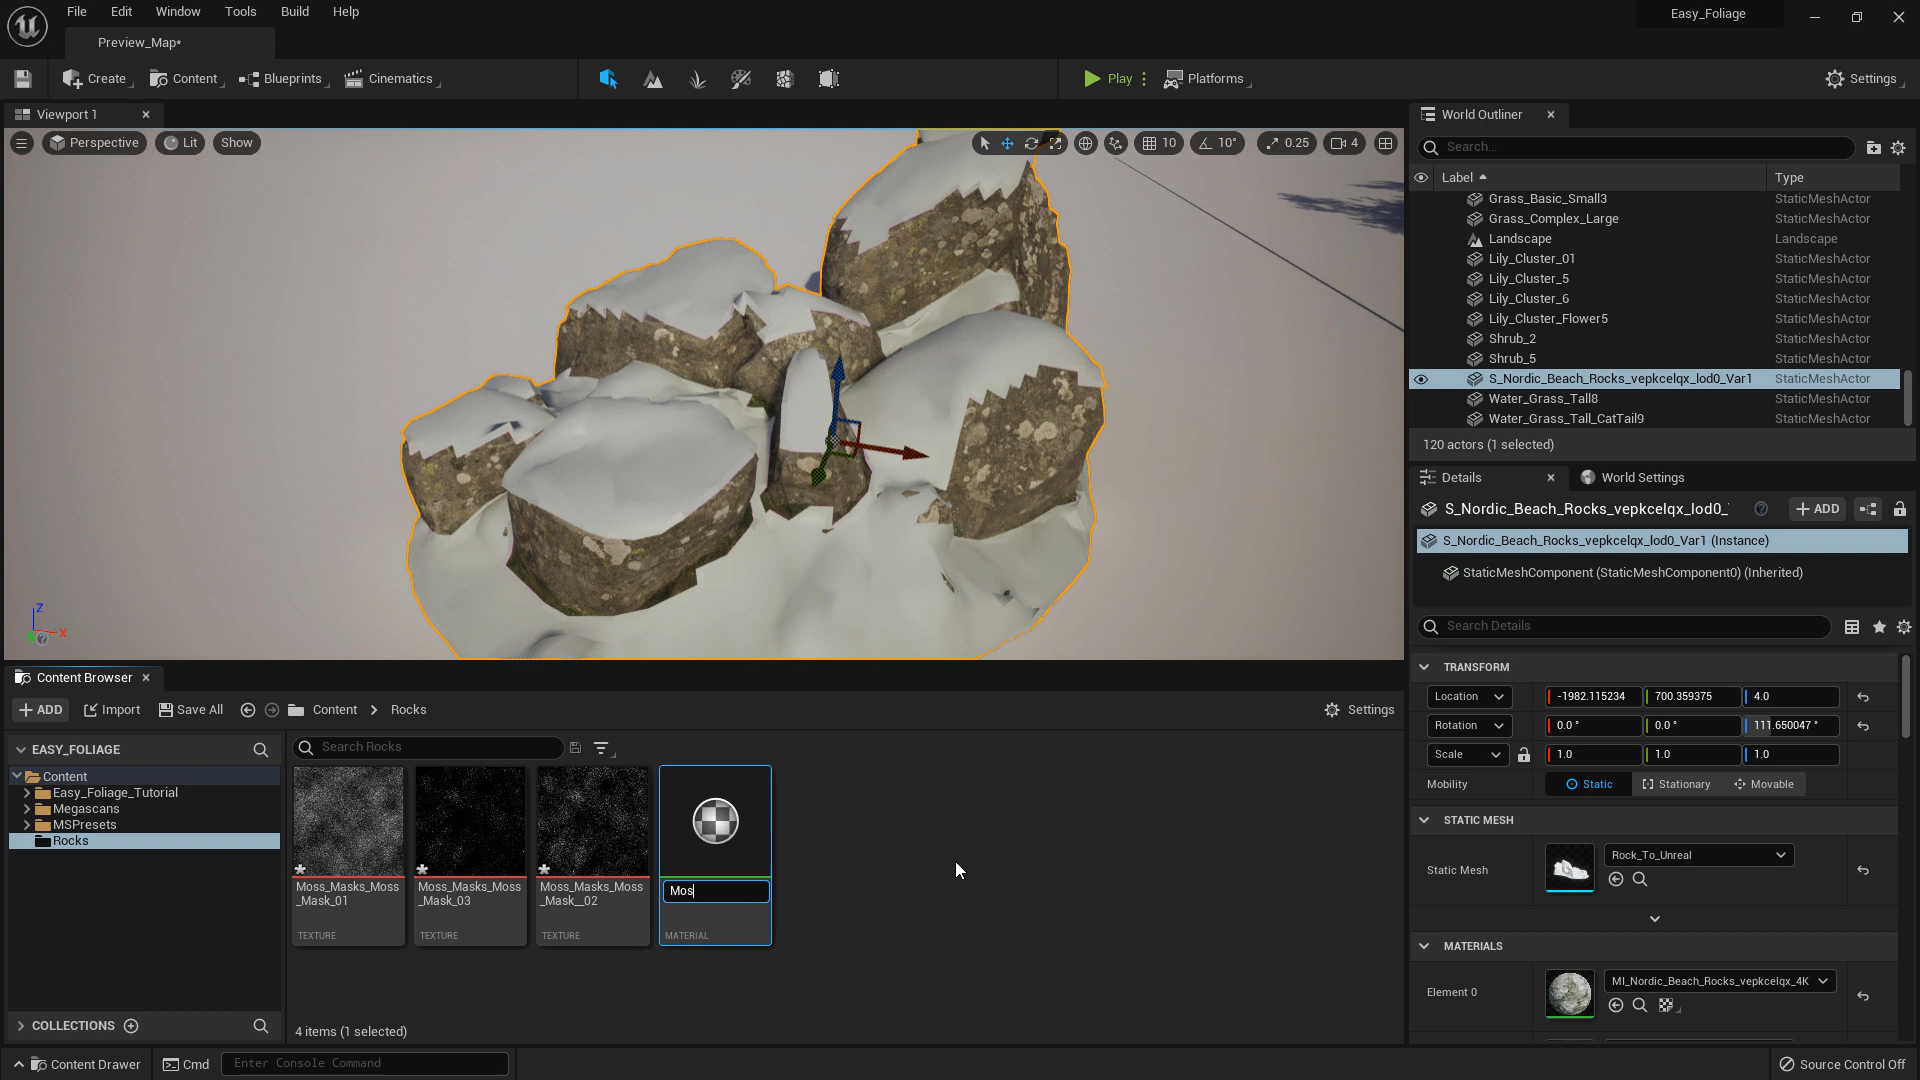 File Edit Window Tools Build Help
Easy_Foliage
Preview_Map*
Create Content Blueprints Cinematics Play Platforms Settings
Viewport 1
Perspective Lit Show
10 10° 0.25 4
World Outliner
Search...
Label Type
Grass_Basic_Small3 StaticMeshActor
Grass_Complex_Large StaticMeshActor
Landscape Landscape
Lily_Cluster_01 StaticMeshActor
Lily_Cluster_5 StaticMeshActor
Lily_Cluster_6 StaticMeshActor
Lily_Cluster_Flower5 StaticMeshActor
Shrub_2 StaticMeshActor
Shrub_5 StaticMeshActor
S_Nordic_Beach_Rocks_vepkcelqx_lod0_Var1 StaticMeshActor
Water_Grass_Tall8 StaticMeshActor
Water_Grass_Tall_CatTail9 StaticMeshActor
120 actors (1 selected)
Details World Settings
S_Nordic_Beach_Rocks_vepkcelqx_lod0_ ADD
S_Nordic_Beach_Rocks_vepkcelqx_lod0_Var1 (Instance)
StaticMeshComponent (StaticMeshComponent0) (Inherited)
Search Details
TRANSFORM
Location -1982.115234 700.359375 4.0
Rotation 0.0 ° 0.0 ° 111.650047 °
Scale 1.0 1.0 1.0
Mobility Static Stationary Movable
STATIC MESH
Static Mesh Rock_To_Unreal
MATERIALS
Element 0 MI_Nordic_Beach_Rocks_vepkcelqx_4K
Z
X
Content Browser
ADD Import Save All Content Rocks Settings
EASY_FOLIAGE
Content
Easy_Foliage_Tutorial
Megascans
MSPresets
Rocks
COLLECTIONS
Search Rocks
Moss_Masks_Moss
_Mask_01
TEXTURE
Moss_Masks_Moss
_Mask_03
TEXTURE
Moss_Masks_Moss
_Mask__02
TEXTURE
Mos
MATERIAL
4 items (1 selected)
Content Drawer Cmd Enter Console Command Source Control Off